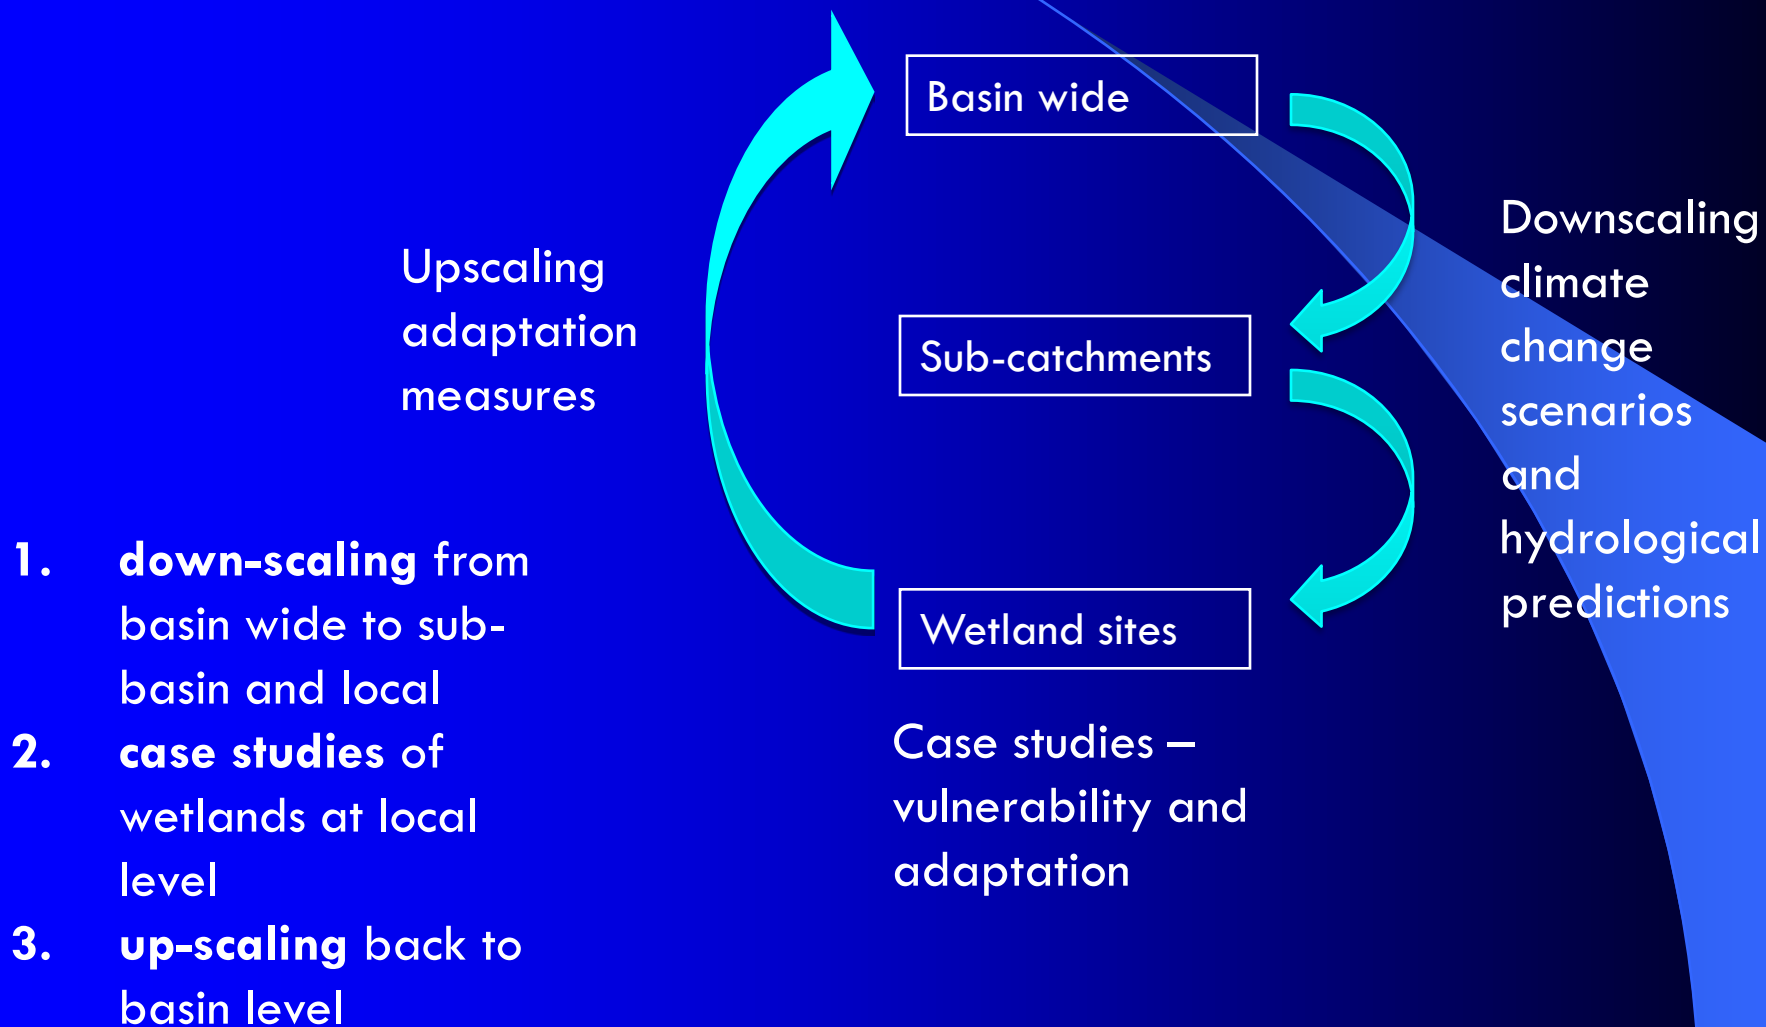 Basin wide
Upscaling
adaptation
measures
Sub-catchments
Downscaling
climate
change
scenarios
and
hydrological
predictions
Wetland sites
Case studies –
vulnerability and
adaptation
1. down-scaling from
basin wide to sub-
basin and local
2. case studies of
wetlands at local
level
3. up-scaling back to
basin level